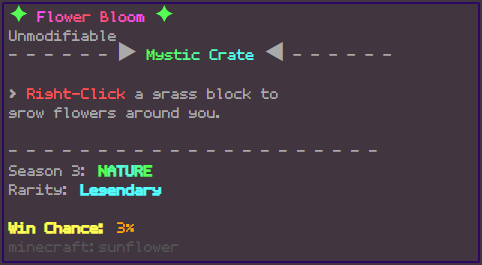 ✦ Flower Bloom ✦
Unmodifiable
- - - - - - ▶ Mystic Crate ◀ - - - - - -
> Right-Click a grass block to
grow flowers around you.
- - - - - - - - - - - - - - - - - - - - - -
Season 3: NATURE
Rarity: Legendary
Win Chance: 3%
minecraft:sunflower